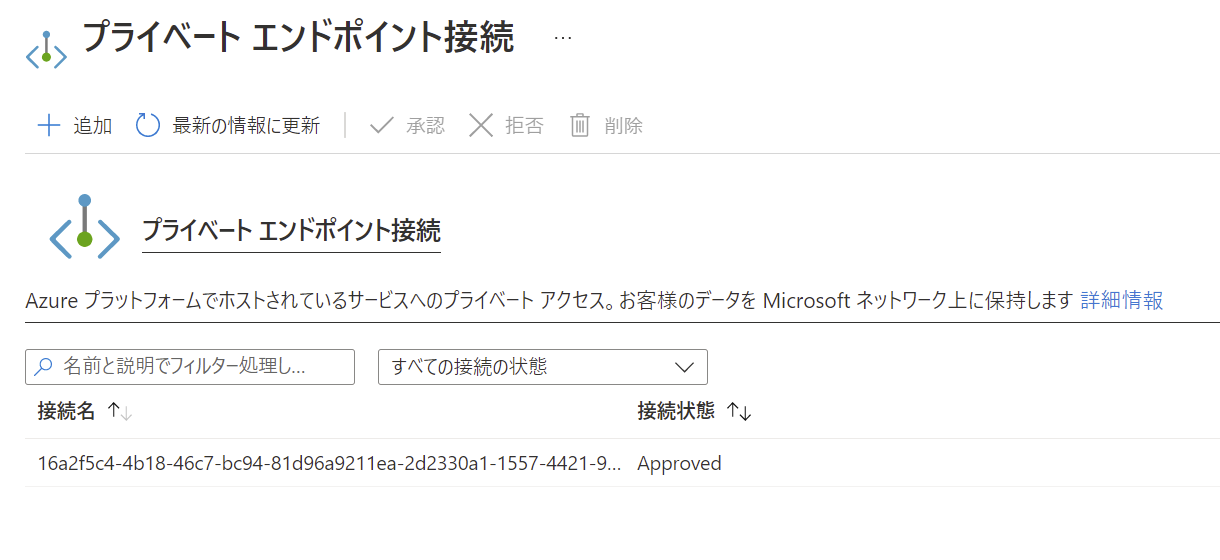 プライベート エンドポイント接続 …
追加 最新の情報に更新 承認 拒否 削除
プライベート エンドポイント接続
Azure プラットフォームでホストされているサービスへのプライベート アクセス。お客様のデータを Microsoft ネットワーク上に保持します 詳細情報
名前と説明でフィルター処理し... すべての接続の状態
接続名 接続状態
16a2f5c4-4b18-46c7-bc94-81d96a9211ea-2d2330a1-1557-4421-9... Approved